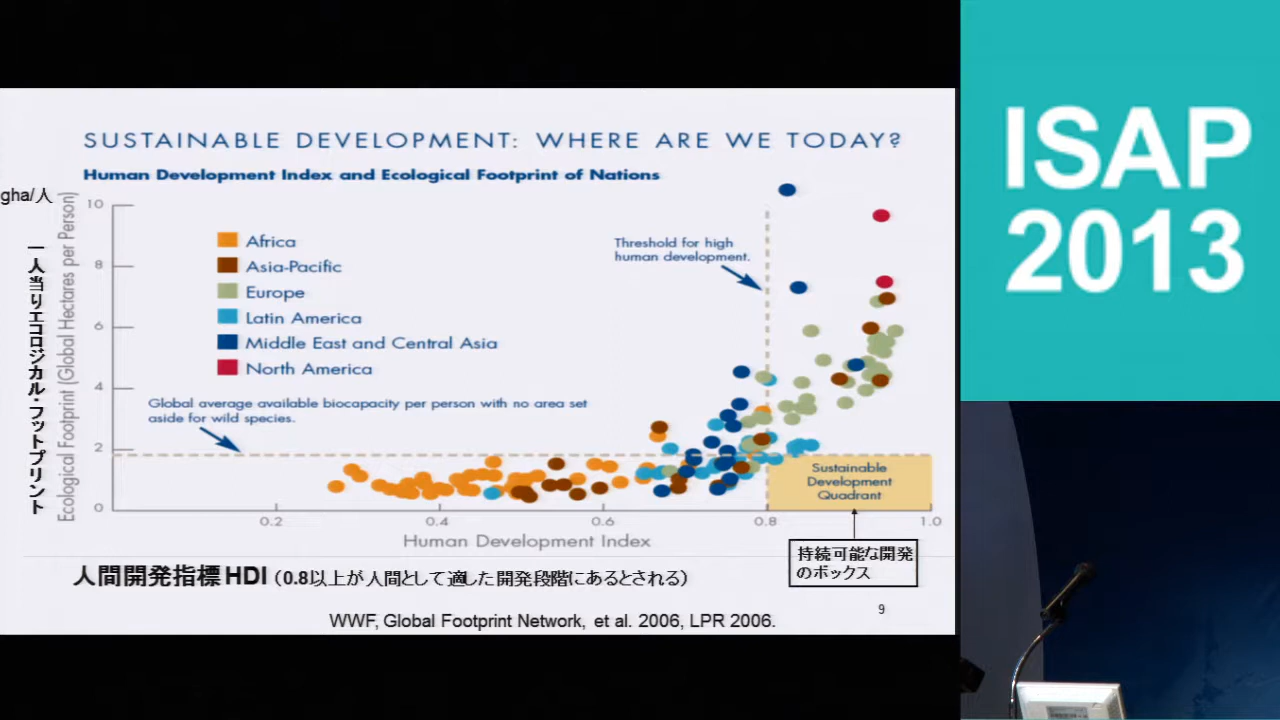 SUSTAINABLE DEVELOPMENT: WHERE ARE WE TODAY?
Human Development Index and Ecological Footprint of Nations
gha/人
一人当りエコロジカル・フットプリント
Ecological Footprint (Global Hectares per Person)
10
8
6
4
2
0
Africa
Asia-Pacific
Europe
Latin America
Middle East and Central Asia
North America
Threshold for high
human development.
Global average available biocapacity per person with no area set
aside for wild species.
Sustainable
Development
Quadrant
0.2
0.4
0.6
0.8
1.0
Human Development Index
持続可能な開発
のボックス
人間開発指標HDI（0.8以上が人間として適した開発段階にあるとされる）
9
WWF, Global Footprint Network, et al. 2006, LPR 2006.
ISAP
2013